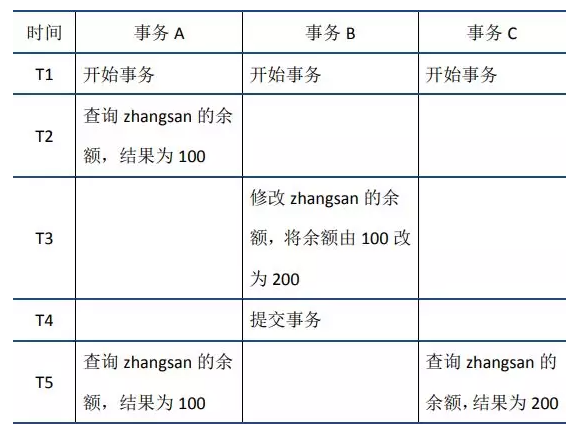 时间 事务 A 事务 B 事务 C
T1 开始事务 开始事务 开始事务
T2 查询 zhangsan 的余
额，结果为 100
T3 修改 zhangsan 的余
额，将余额由 100 改
为 200
T4 提交事务
T5 查询 zhangsan 的余
额，结果为 100
查询 zhangsan 的
余额，结果为 200